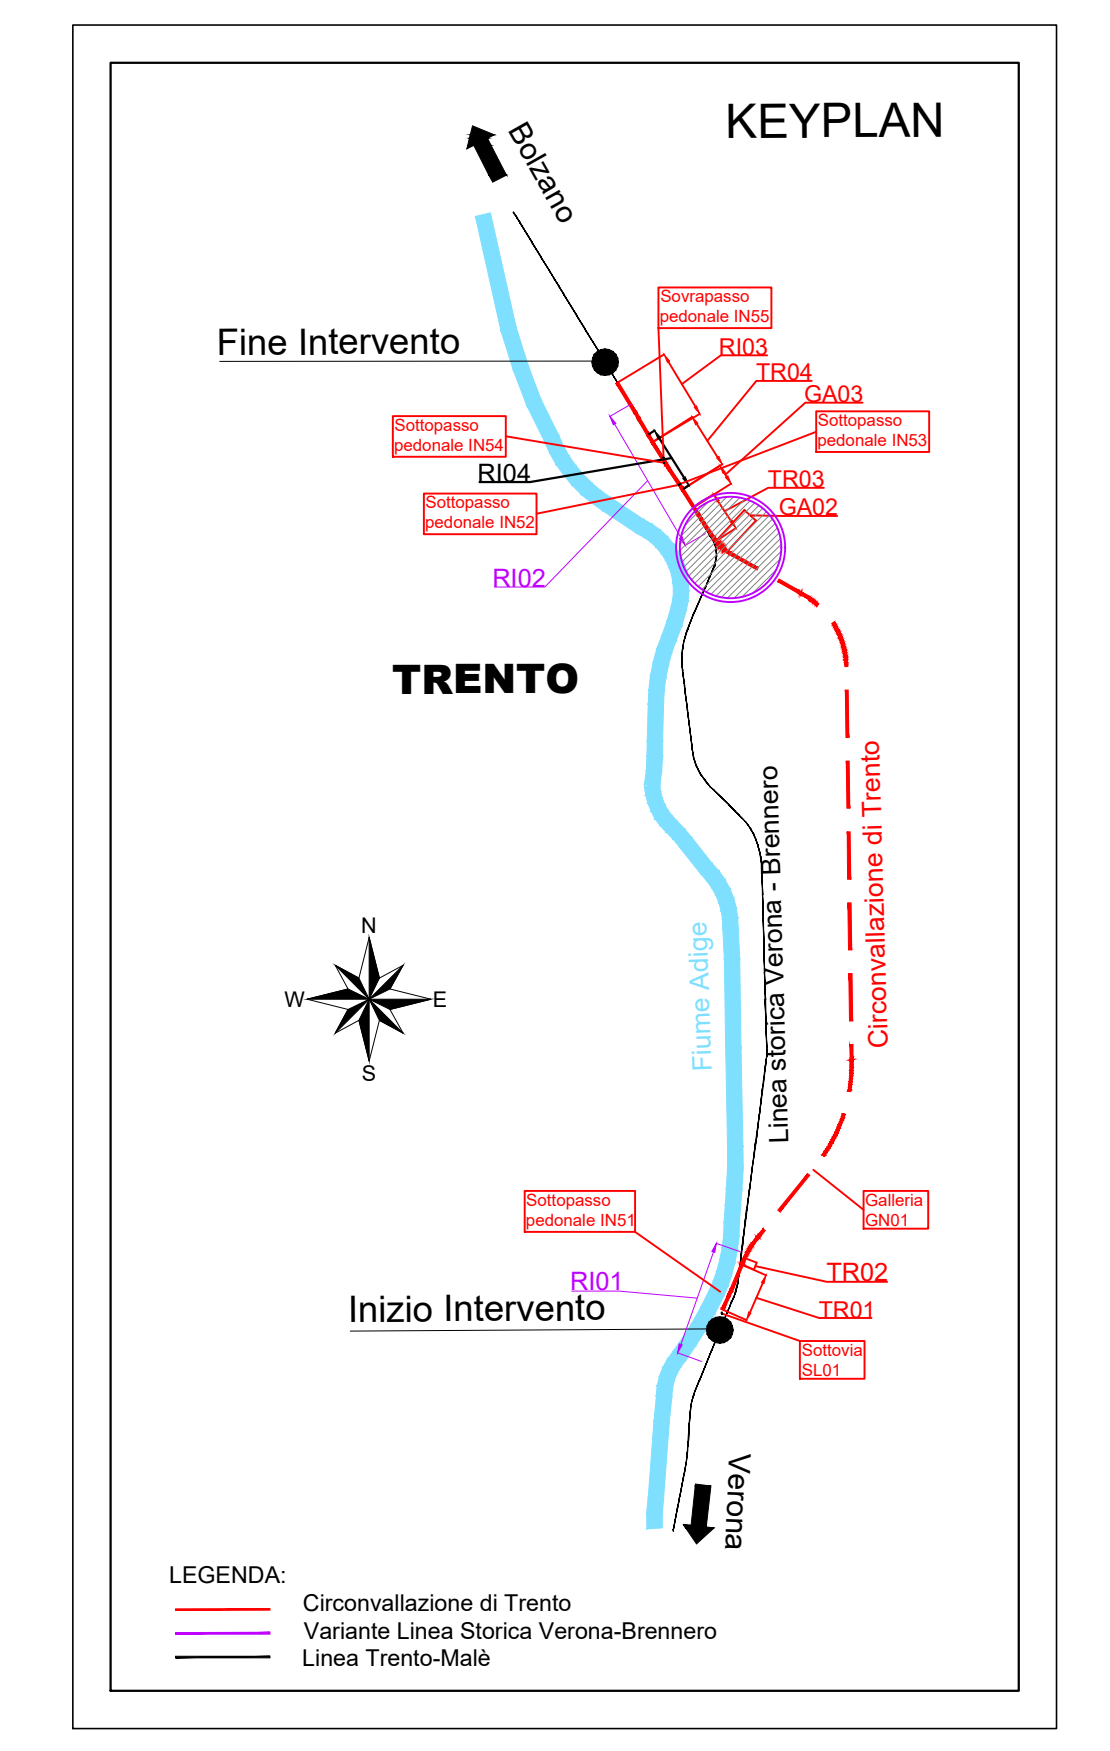 KEYPLAN
Bolzano
Sovrapasso
pedonale IN55
Fine Intervento
RI03
TR04
GA03
Sottopasso
pedonale IN53
Sottopasso
pedonale IN54
RI04
TR03
Sottopasso
pedonale IN52
GA02
RI02
TRENTO
Circonvallazione di Trento
Linea storica Verona - Brennero
Fiume Adige
N
W
E
S
Galleria
GN01
Sottopasso
pedonale IN51
RI01
TR02
Inizio Intervento
TR01
Sottovia
SL01
Verona
LEGENDA:
Circonvallazione di Trento
Variante Linea Storica Verona-Brennero
Linea Trento-Malè